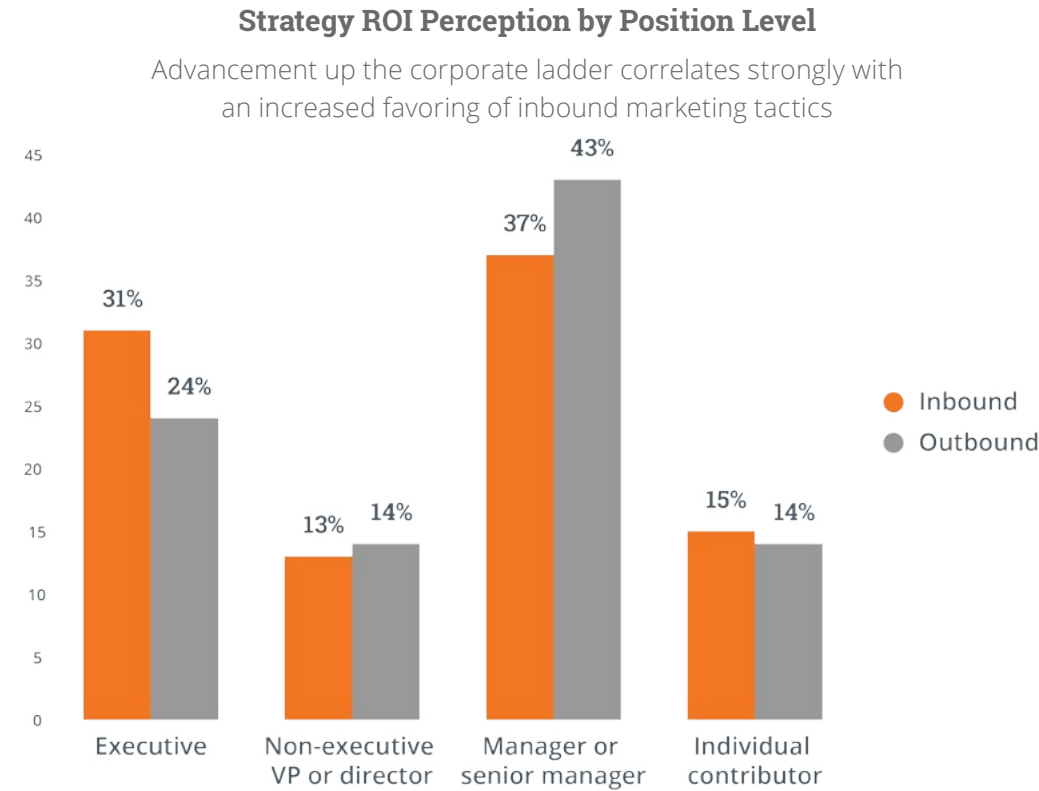 Strategy ROI Perception by Position Level
Advancement up the corporate ladder correlates strongly with
an increased favoring of inbound marketing tactics
45
40
35
30
25
20
15
10
5
0
31%
24%
13%
14%
37%
43%
15%
14%
Executive
Non-executive
VP or director
Manager or
senior manager
Individual
contributor
Inbound
Outbound